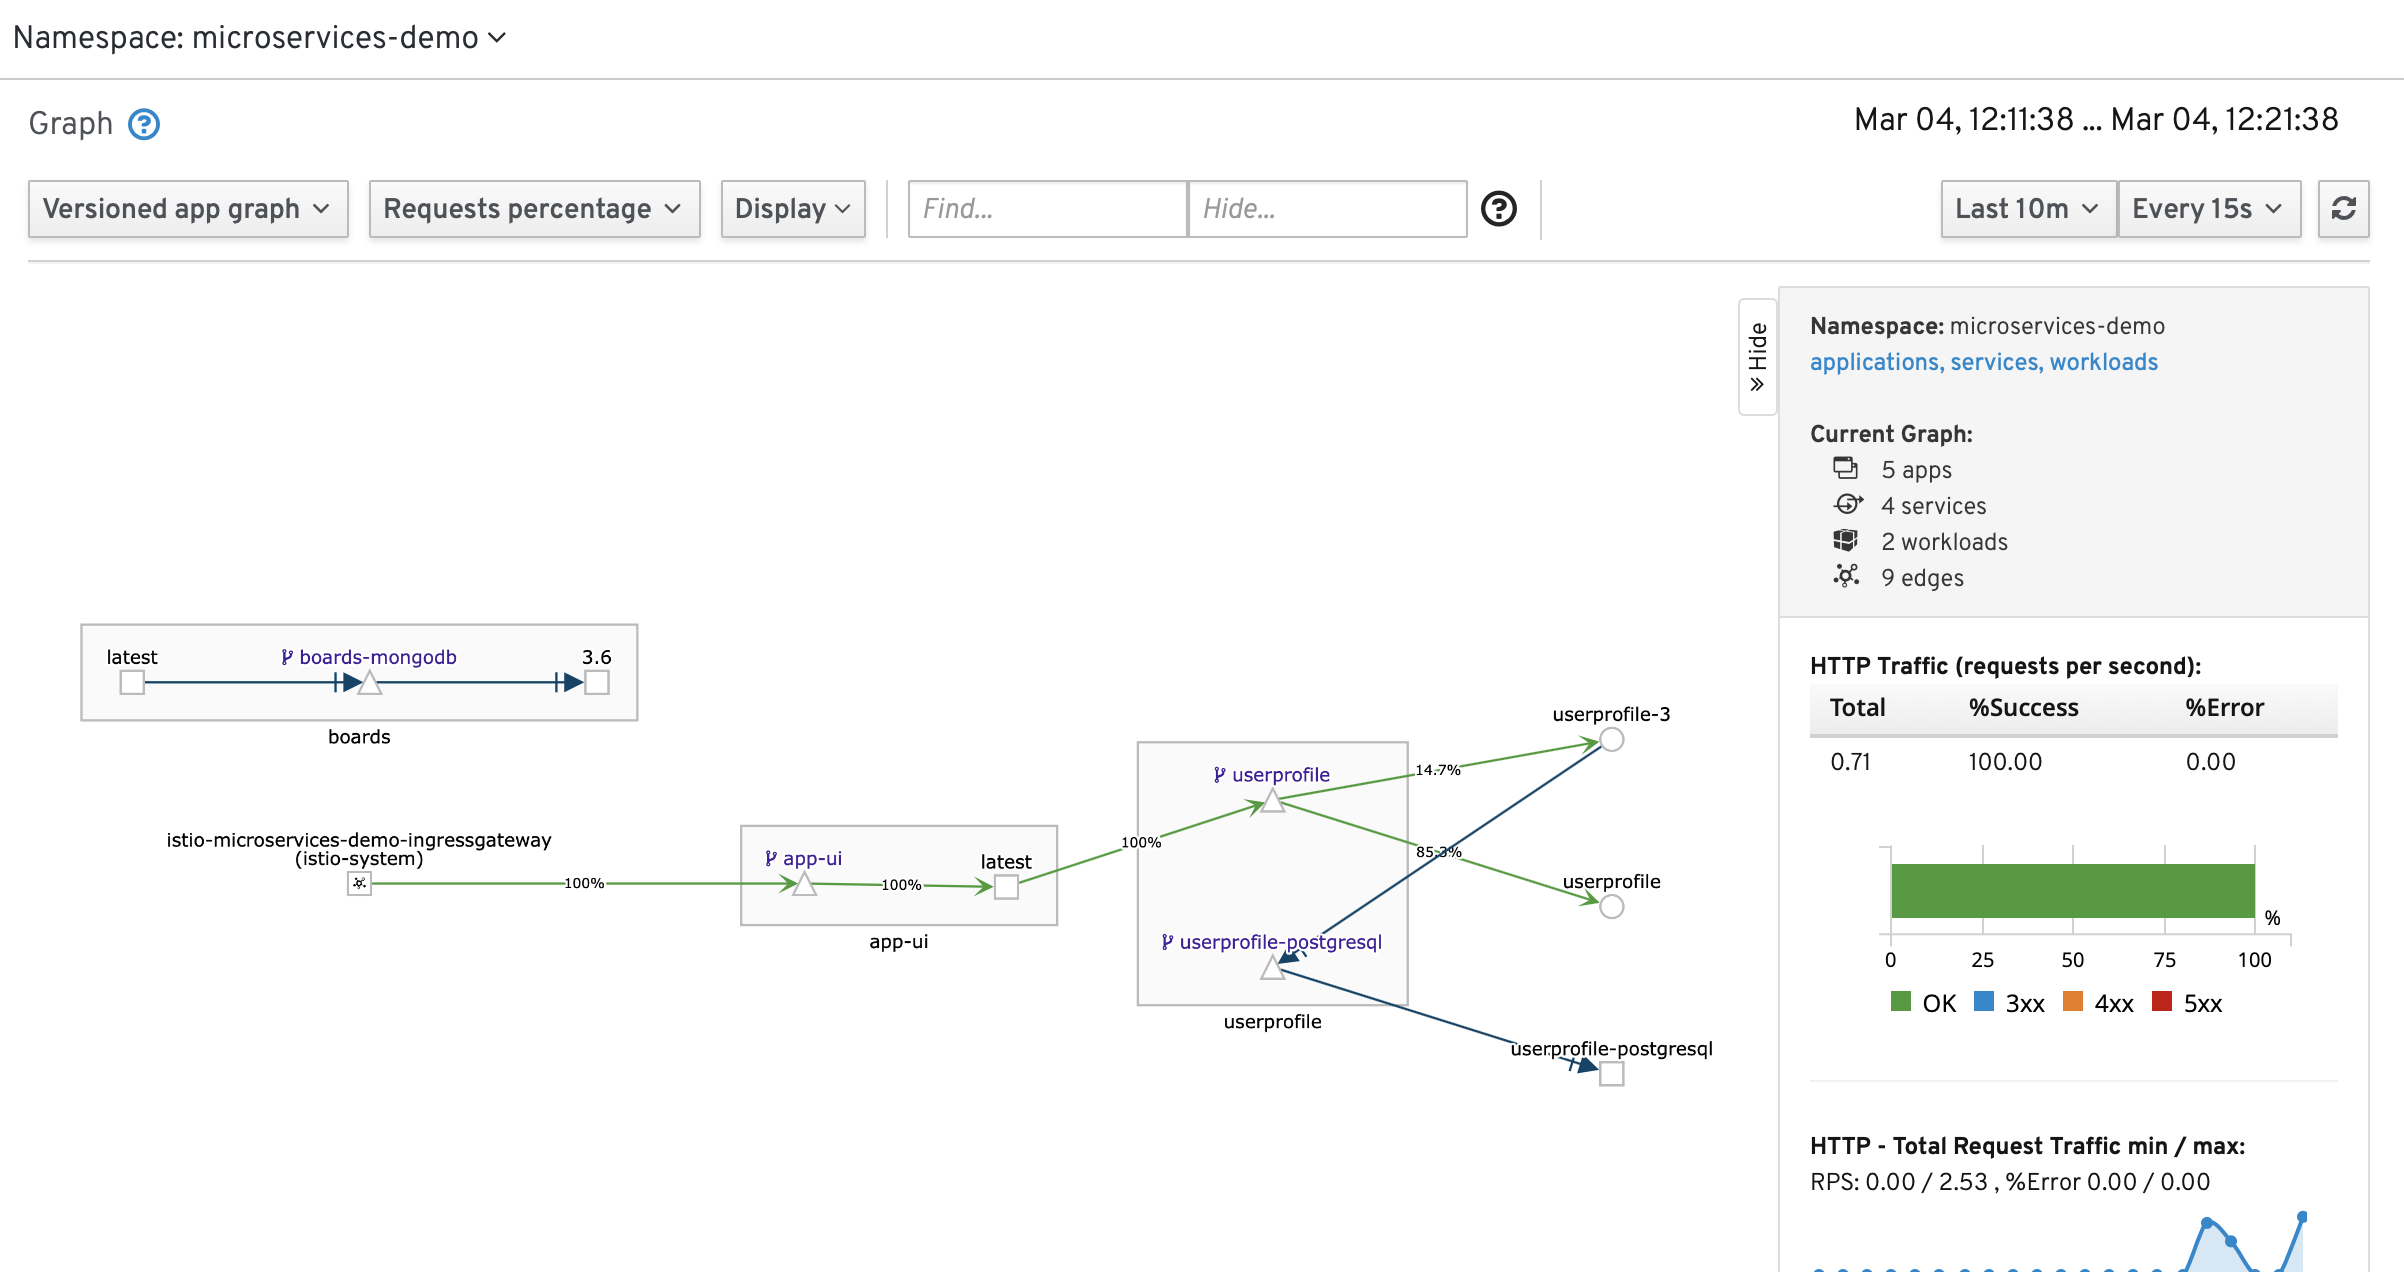 Namespace: microservices-demo
Graph
Mar 04, 12:11:38 ... Mar 04, 12:21:38
Versioned app graph
Requests percentage
Display
Find...
Hide...
Last 10m
Every 15s
Hide
Namespace: microservices-demo
applications, services, workloads
Current Graph:
5 apps
4 services
2 workloads
9 edges
latest
boards-mongodb
3.6
boards
istio-microservices-demo-ingressgateway
(istio-system)
100%
app-ui
100%
latest
app-ui
100%
userprofile
14.7%
85.3%
userprofile-3
userprofile
userprofile-postgresql
userprofile
userprofile-postgresql
HTTP Traffic (requests per second):
Total %Success %Error
0.71 100.00 0.00
%
0 25 50 75 100
OK 3xx 4xx 5xx
HTTP - Total Request Traffic min / max:
RPS: 0.00 / 2.53 , %Error 0.00 / 0.00